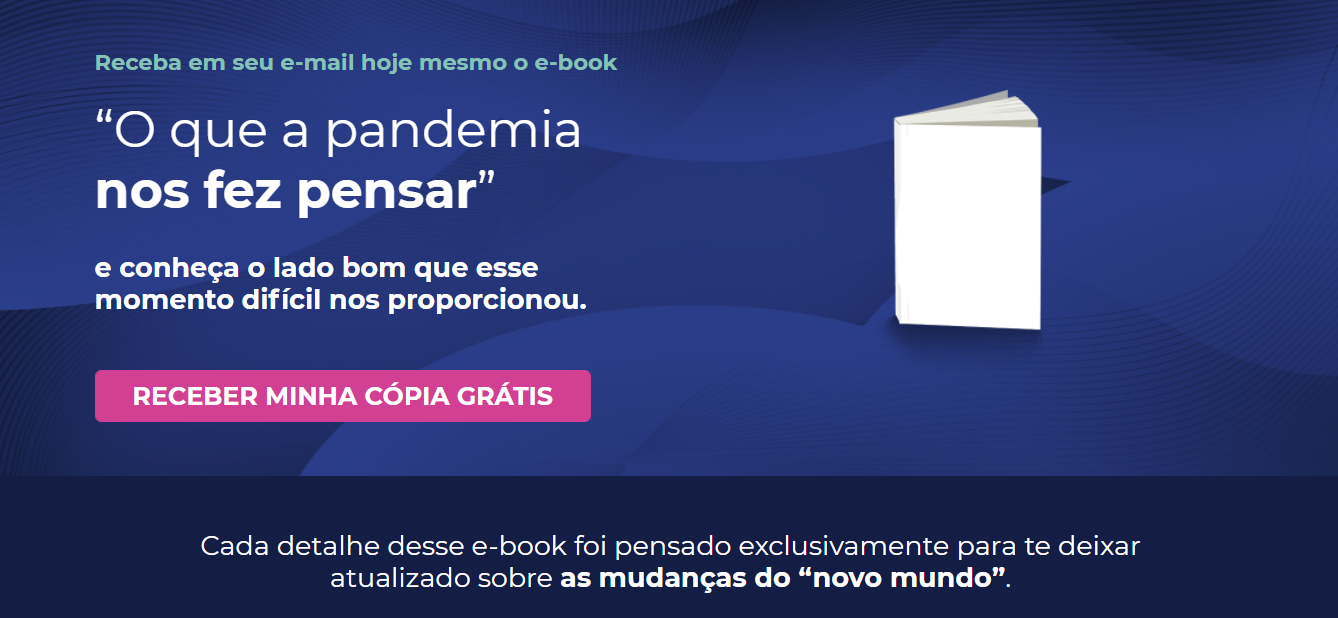 Receba em seu e-mail hoje mesmo o e-book
“O que a pandemia
nos fez pensar”
e conheça o lado bom que esse
momento difícil nos proporcionou.
RECEBER MINHA CÓPIA GRÁTIS
Cada detalhe desse e-book foi pensado exclusivamente para te deixar
atualizado sobre as mudanças do “novo mundo”.